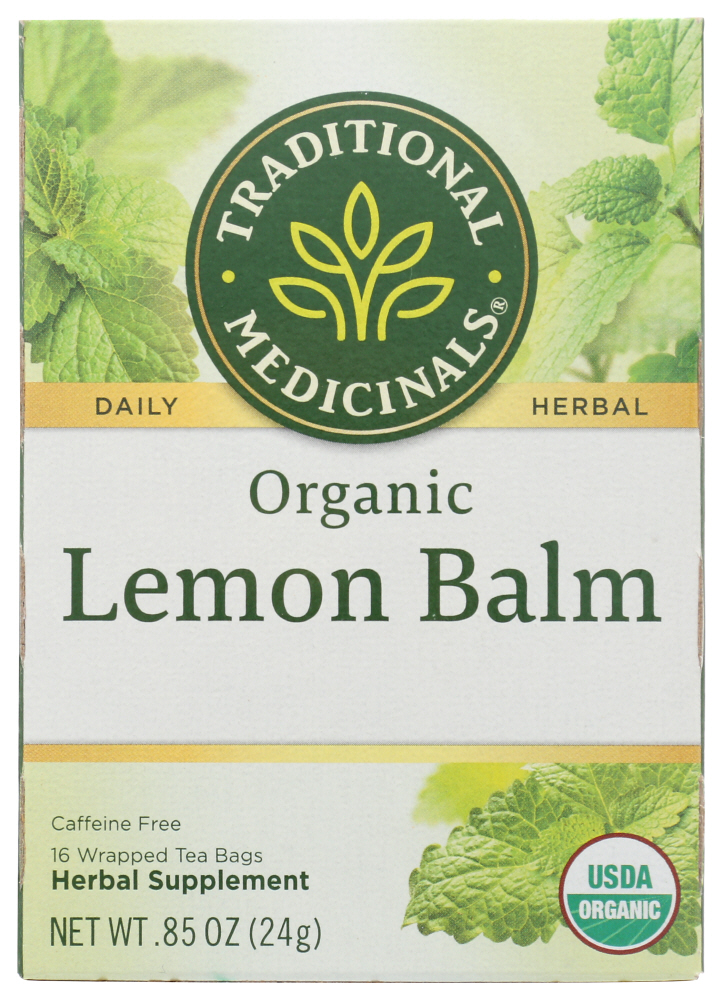 TRADITIONAL
MEDICINALS®
DAILY
HERBAL
Organic
Lemon Balm
Caffeine Free
16 Wrapped Tea Bags
Herbal Supplement
NET WT .85 OZ (24g)
USDA
ORGANIC